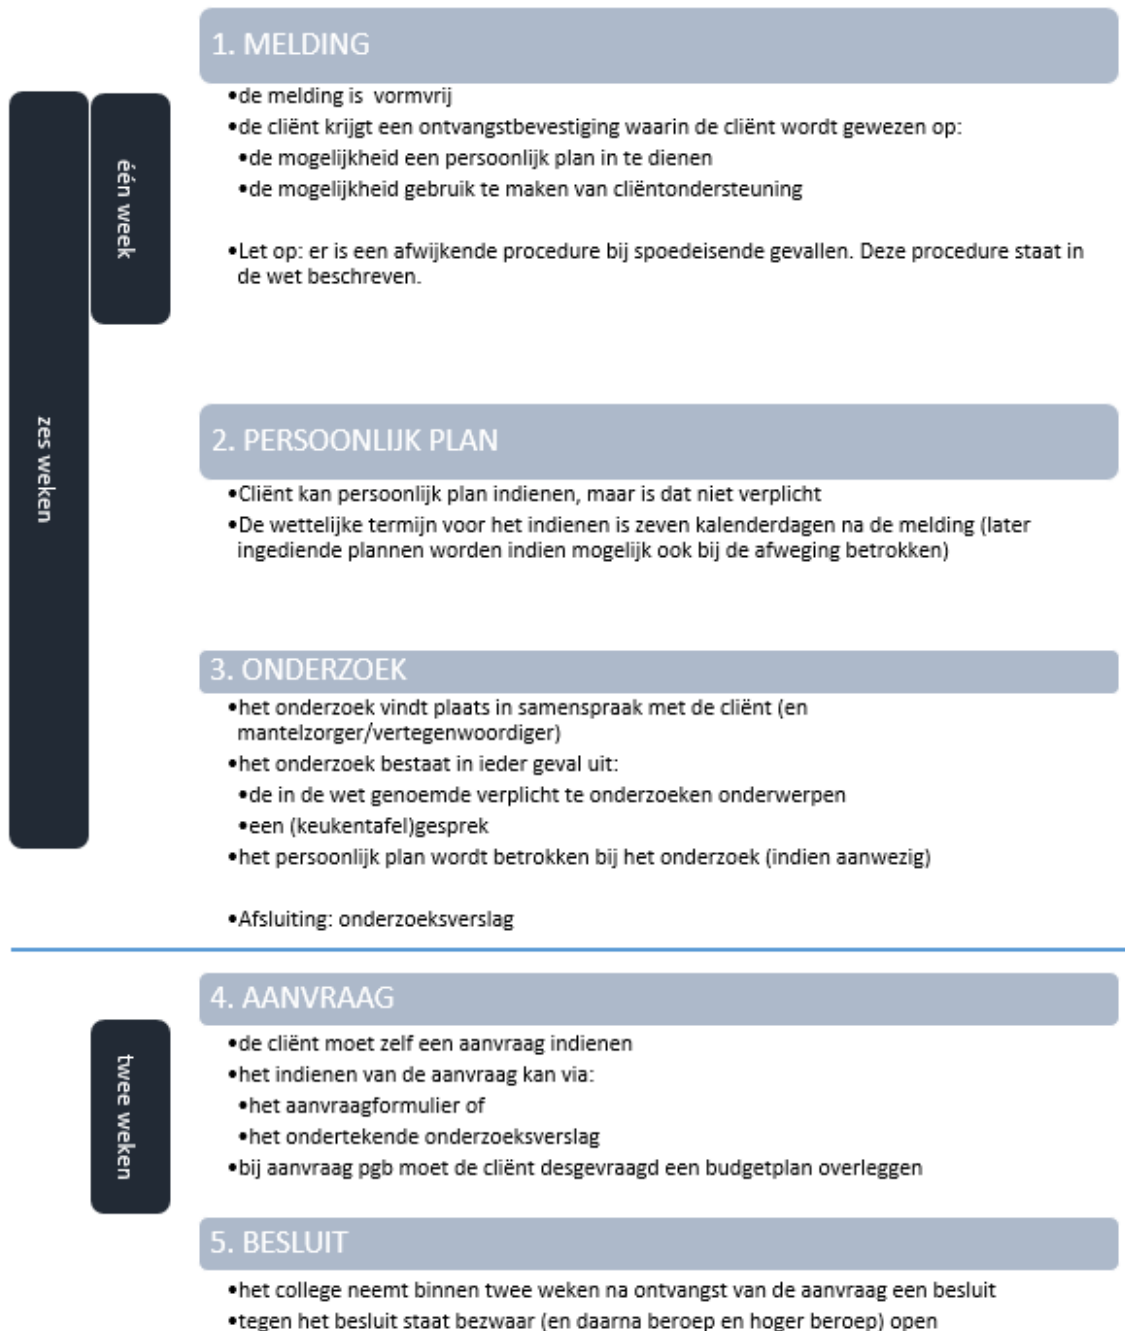 1. MELDING
•de melding is  vormvrij
•de cliënt krijgt een ontvangstbevestiging waarin de cliënt wordt gewezen op:
•de mogelijkheid een persoonlijk plan in te dienen
•de mogelijkheid gebruik te maken van cliëntondersteuning
één week
•Let op: er is een afwijkende procedure bij spoedeisende gevallen. Deze procedure staat in
de wet beschreven.
zes weken
2. PERSOONLIJK PLAN
•Cliënt kan persoonlijk plan indienen, maar is dat niet verplicht
•De wettelijke termijn voor het indienen is zeven kalenderdagen na de melding (later
ingediende plannen worden indien mogelijk ook bij de afweging betrokken)
3. ONDERZOEK
•het onderzoek vindt plaats in samenspraak met de cliënt (en
mantelzorger/vertegenwoordiger)
•het onderzoek bestaat in ieder geval uit:
•de in de wet genoemde verplicht te onderzoeken onderwerpen
•een (keukentafel)gesprek
•het persoonlijk plan wordt betrokken bij het onderzoek (indien aanwezig)
•Afsluiting: onderzoeksverslag
4. AANVRAAG
•de cliënt moet zelf een aanvraag indienen
•het indienen van de aanvraag kan via:
•het aanvraagformulier of
•het ondertekende onderzoeksverslag
•bij aanvraag pgb moet de cliënt desgevraagd een budgetplan overleggen
twee weken
5. BESLUIT
•het college neemt binnen twee weken na ontvangst van de aanvraag een besluit
•tegen het besluit staat bezwaar (en daarna beroep en hoger beroep) open